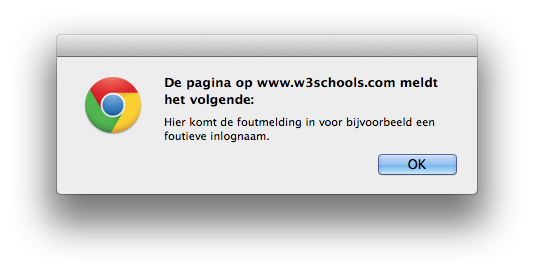 De pagina op www.w3schools.com meldt
het volgende:
Hier komt de foutmelding in voor bijvoorbeeld een
foutieve inlognaam.
OK